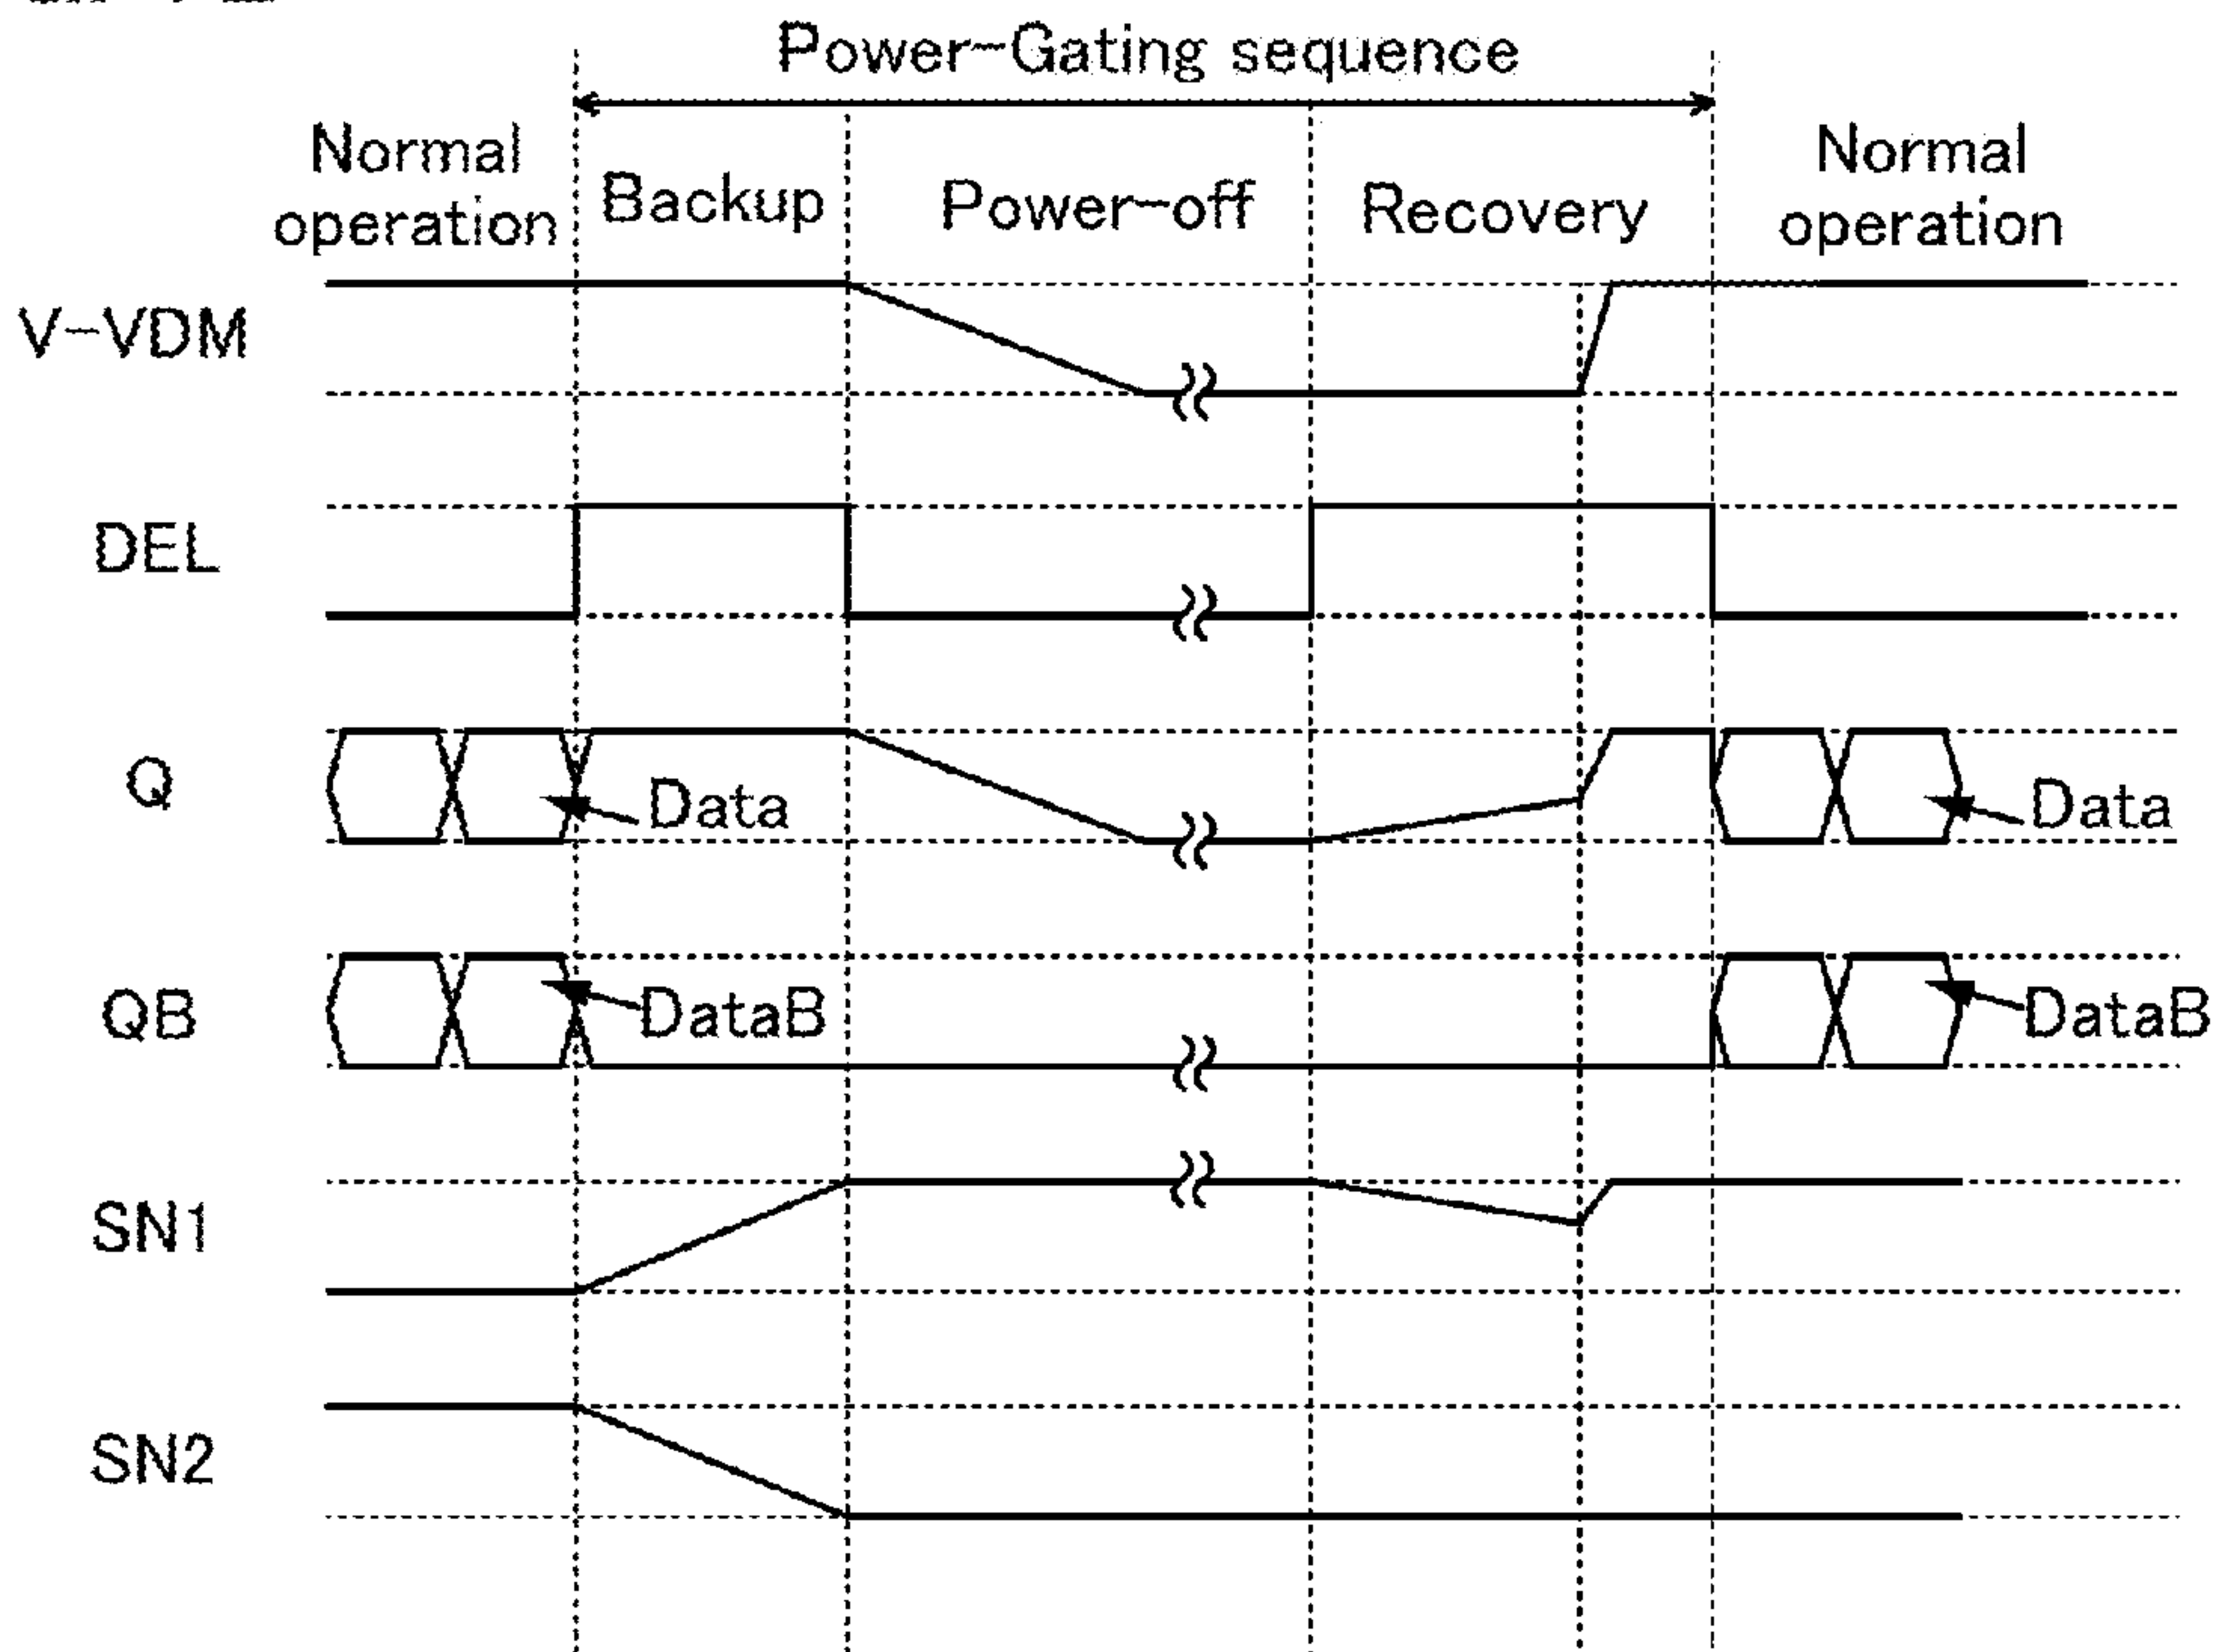 Power-Gating sequence
Normal
operation
Backup
Power-off
Recovery
Normal
operation
V-VDM
DEL
Q
Data
Data
QB
DataB
DataB
SN1
SN2